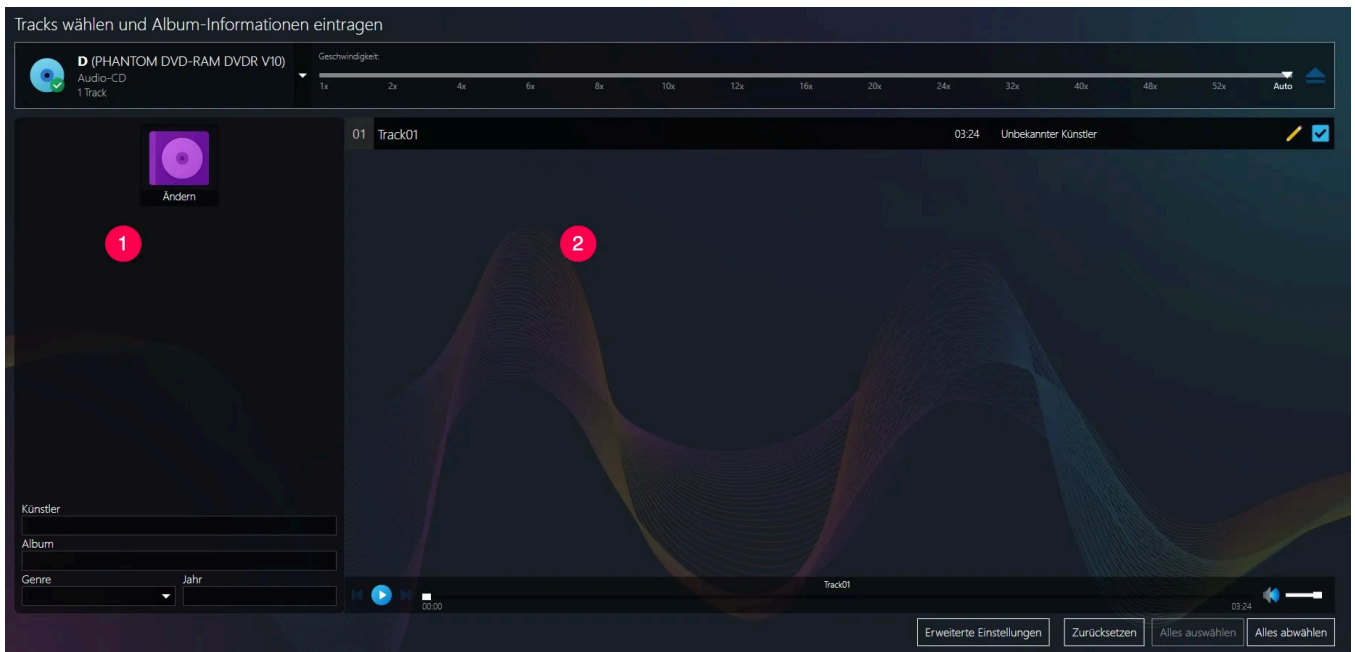 Tracks wählen und Album-Informationen eintragen
D (PHANTOM DVD-RAM DVDR V10)
Audio-CD
1 Track
Geschwindigkeit:
1x 2x 4x 6x 8x 10x 12x 16x 20x 24x 32x 40x 48x 52x Auto
Ändern
01 Track01 03:24 Unbekannter Künstler
1
2
Künstler
Album
Genre Jahr
Track01
00:00 03:24
Erweiterte Einstellungen Zurücksetzen Alles auswählen Alles abwählen